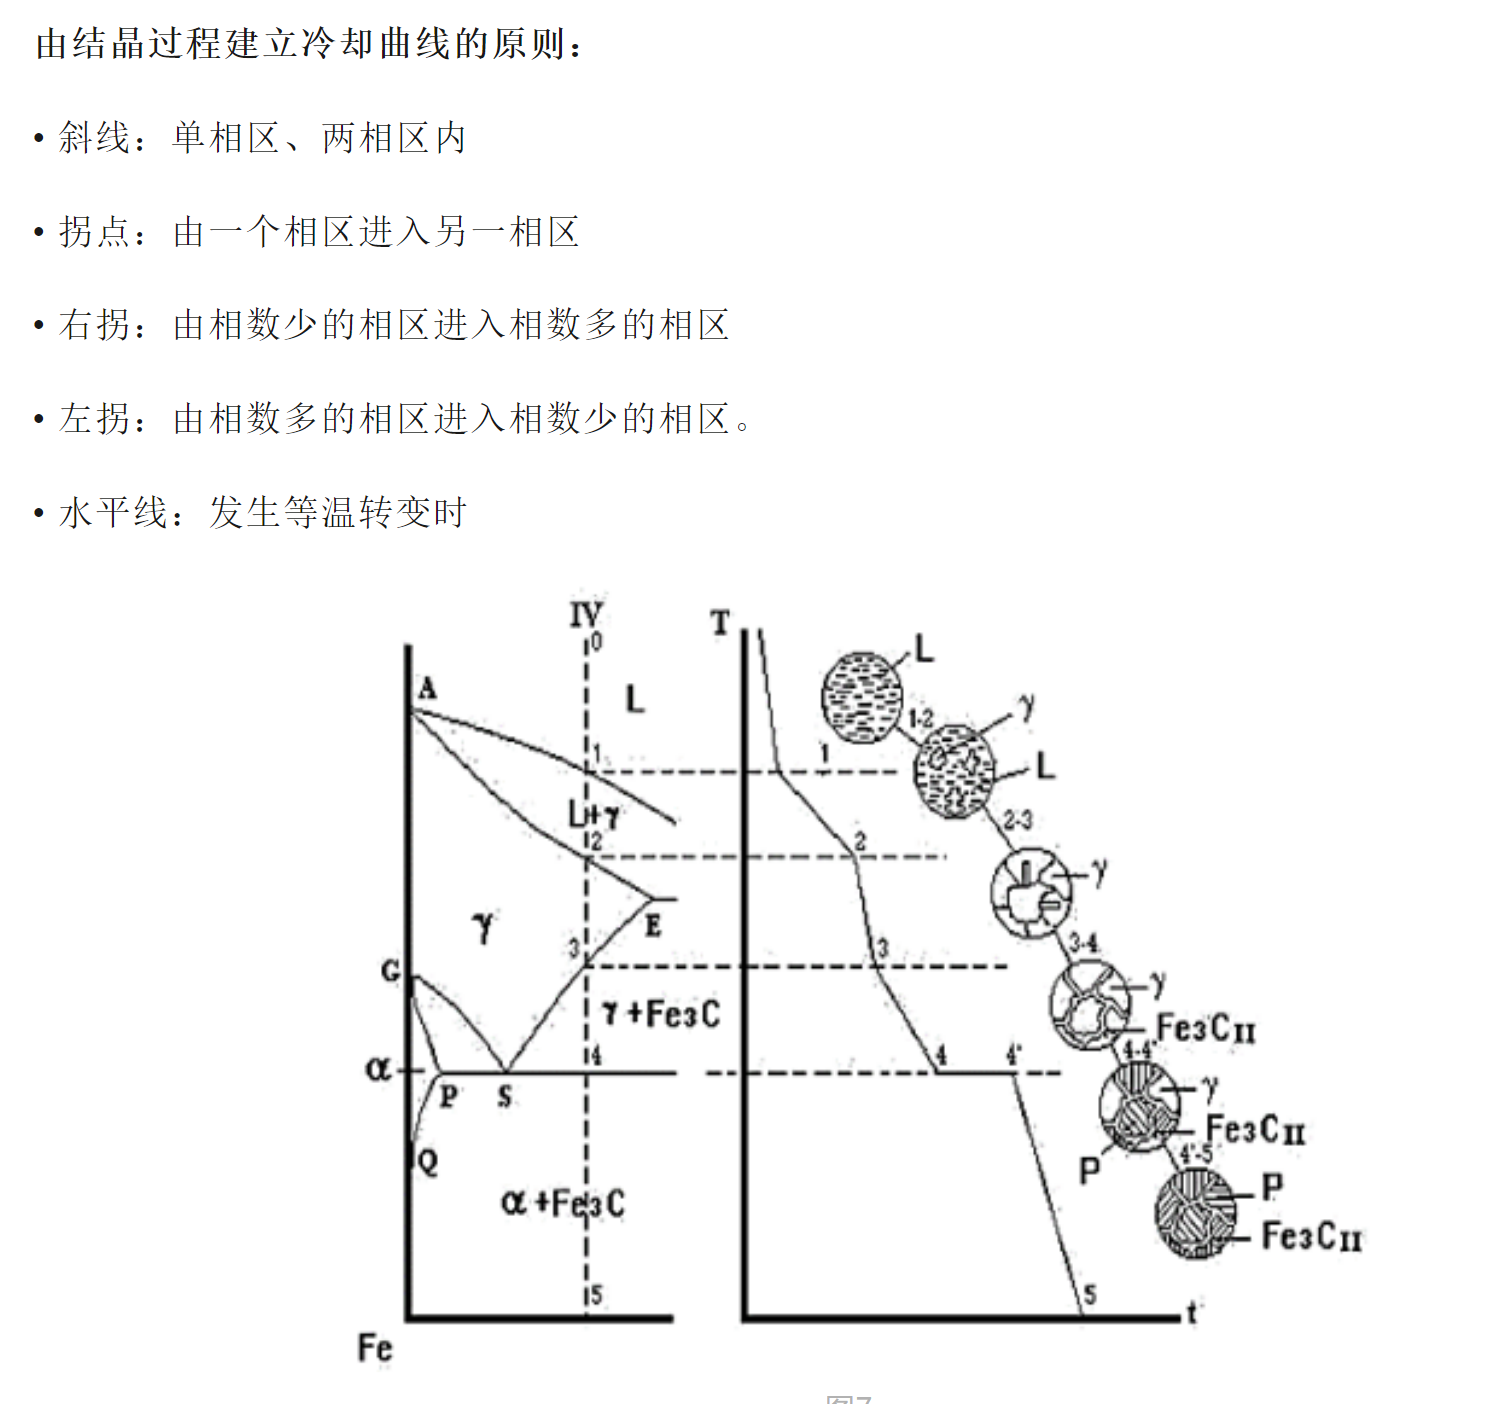 由结晶过程建立冷却曲线的原则：
• 斜线：单相区、两相区内
• 拐点：由一个相区进入另一相区
• 右拐：由相数少的相区进入相数多的相区
• 左拐：由相数多的相区进入相数少的相区。
• 水平线：发生等温转变时
IV
0
L
A
1
L+γ
2
E
γ
3
G
γ+Fe3C
4
α
P
S
Q
α+Fe3C
5
Fe
T
1
2
3
4
4'
5
t
L
1-2
γ
L
2-3
γ
3-4
γ
Fe3CII
4-4'
γ
Fe3CII
P
4'-5
P
Fe3CII